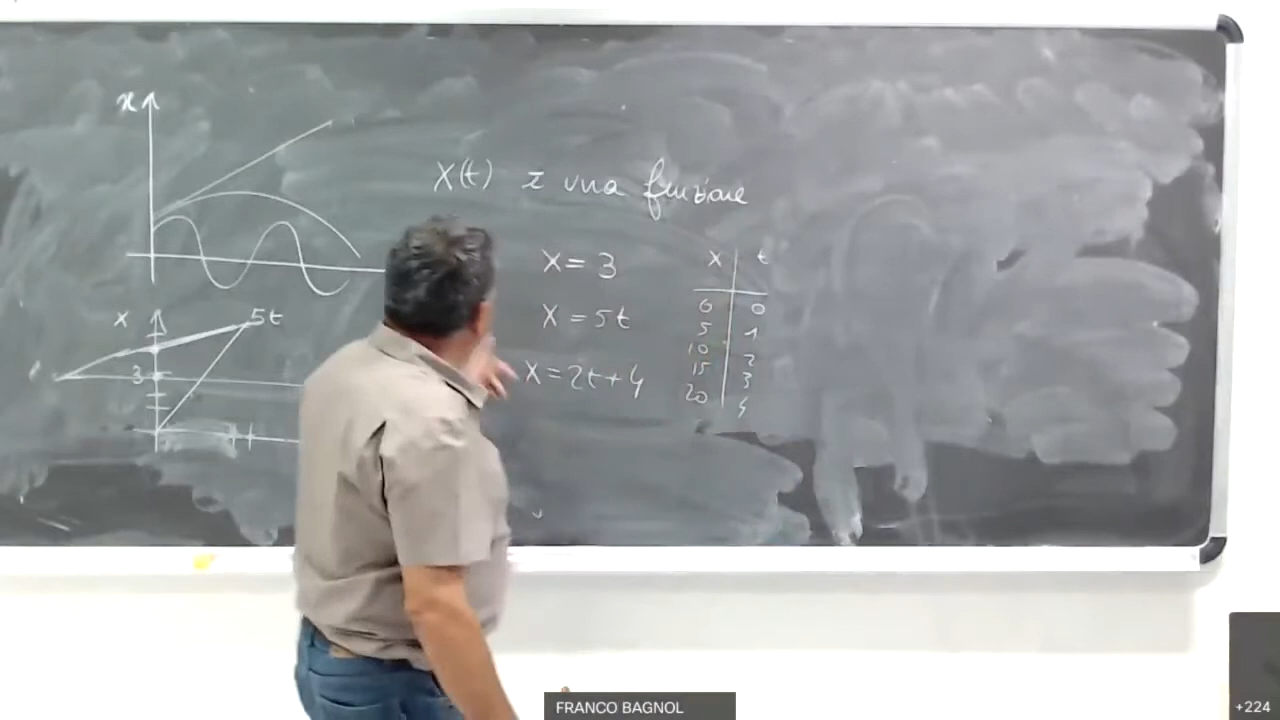 x
X(t) è una funzione
X = 3
X = 5t
X = 2t + 4
X t
0 0
5 1
10 2
15 3
20 4
X
5t
3
FRANCO BAGNOL
+224